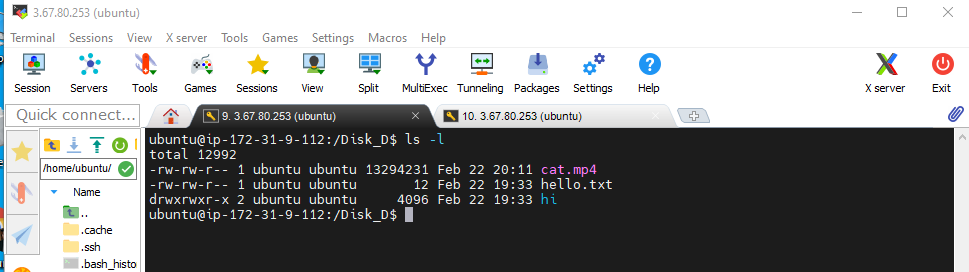 3.67.80.253 (ubuntu)
Terminal Sessions View X server Tools Games Settings Macros Help
Session Servers Tools Games Sessions View Split MultiExec Tunneling Packages Settings Help X server Exit
Quick connect... 9. 3.67.80.253 (ubuntu) 10. 3.67.80.253 (ubuntu)
/home/ubuntu/
Name
..
.cache
.ssh
.bash_histo
ubuntu@ip-172-31-9-112:/Disk_D$ ls -l
total 12992
-rw-rw-r-- 1 ubuntu ubuntu 13294231 Feb 22 20:11 cat.mp4
-rw-rw-r-- 1 ubuntu ubuntu       12 Feb 22 19:33 hello.txt
drwxrwxr-x 2 ubuntu ubuntu     4096 Feb 22 19:33 hi
ubuntu@ip-172-31-9-112:/Disk_D$